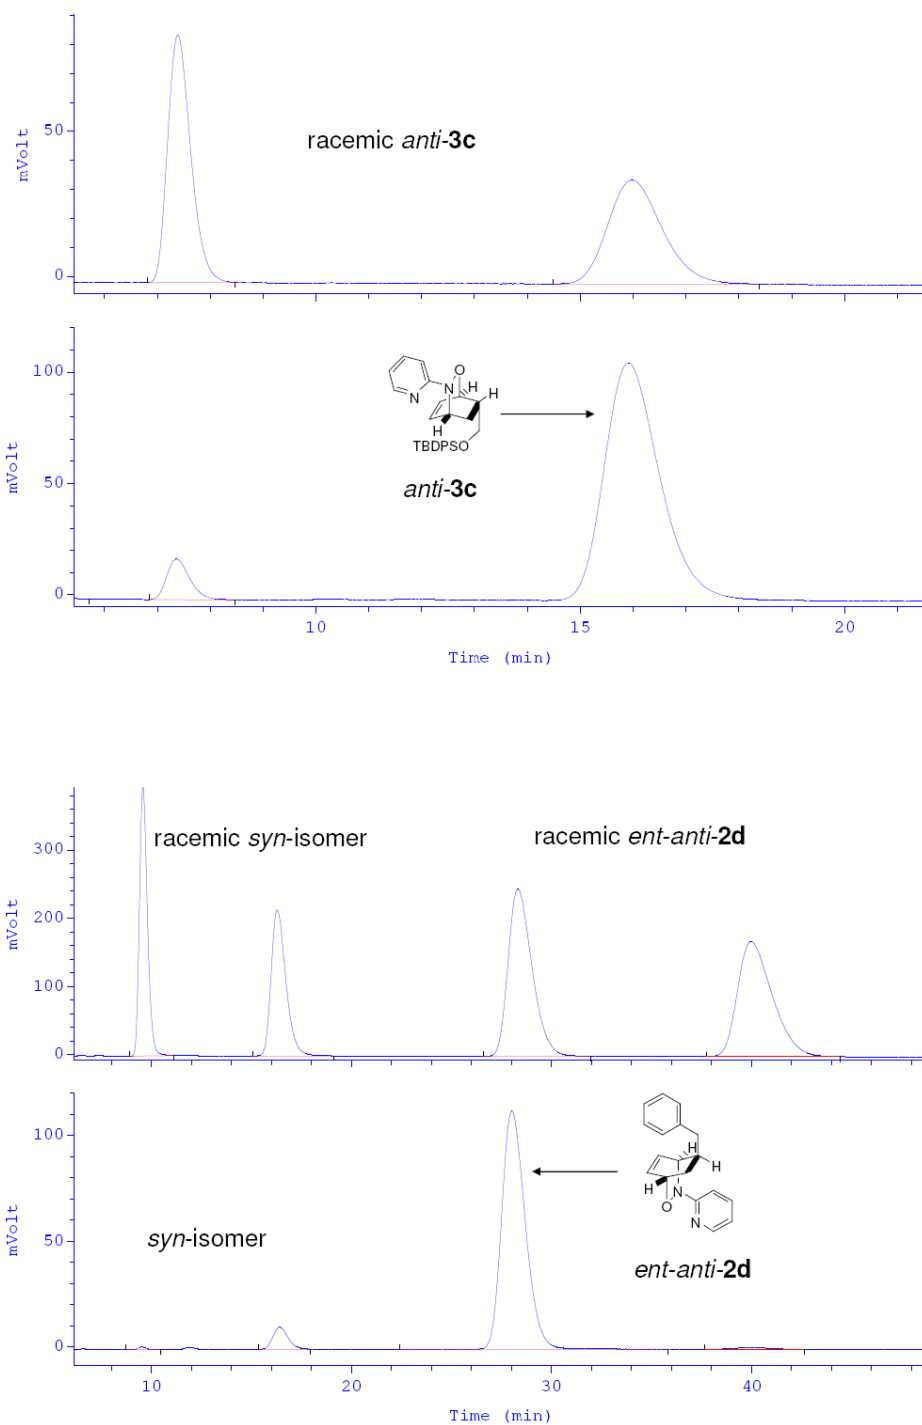 mVolt
50
0
racemic anti-3c
mVolt
100
50
0
N
N
O
H
H
H
TBDPSO
anti-3c
10
15
20
Time (min)
mVolt
300
200
100
0
racemic syn-isomer
racemic ent-anti-2d
mVolt
100
50
0
syn-isomer
H
H
H
N
O
N
ent-anti-2d
10
20
30
40
Time (min)